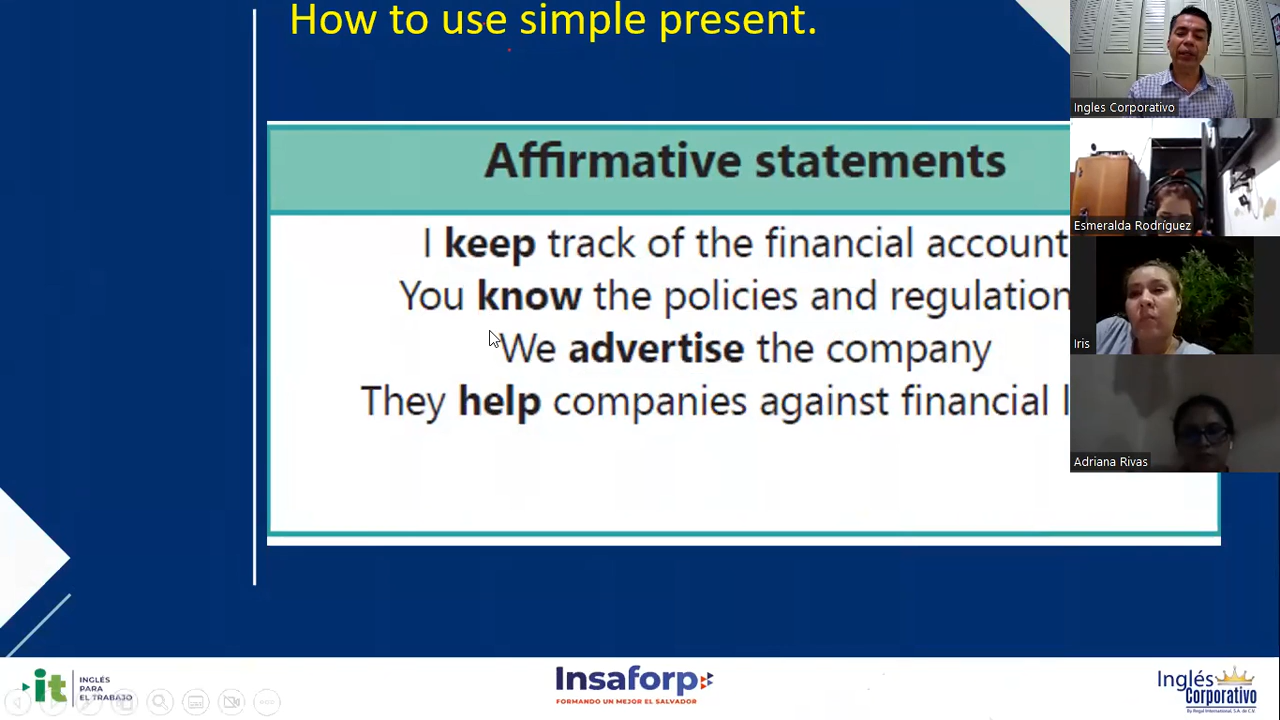 How to use simple present.
Affirmative statements
I keep track of the financial account
You know the policies and regulation
We advertise the company
They help companies against financial l
Ingles Corporativo
Esmeralda Rodríguez
Iris
Adriana Rivas
it INGLÉS
PARA
EL TRABAJO
Insaforp
FORMANDO UN MEJOR EL SALVADOR
Inglés
Corporativo
By Regal International, S.A. de C.V.